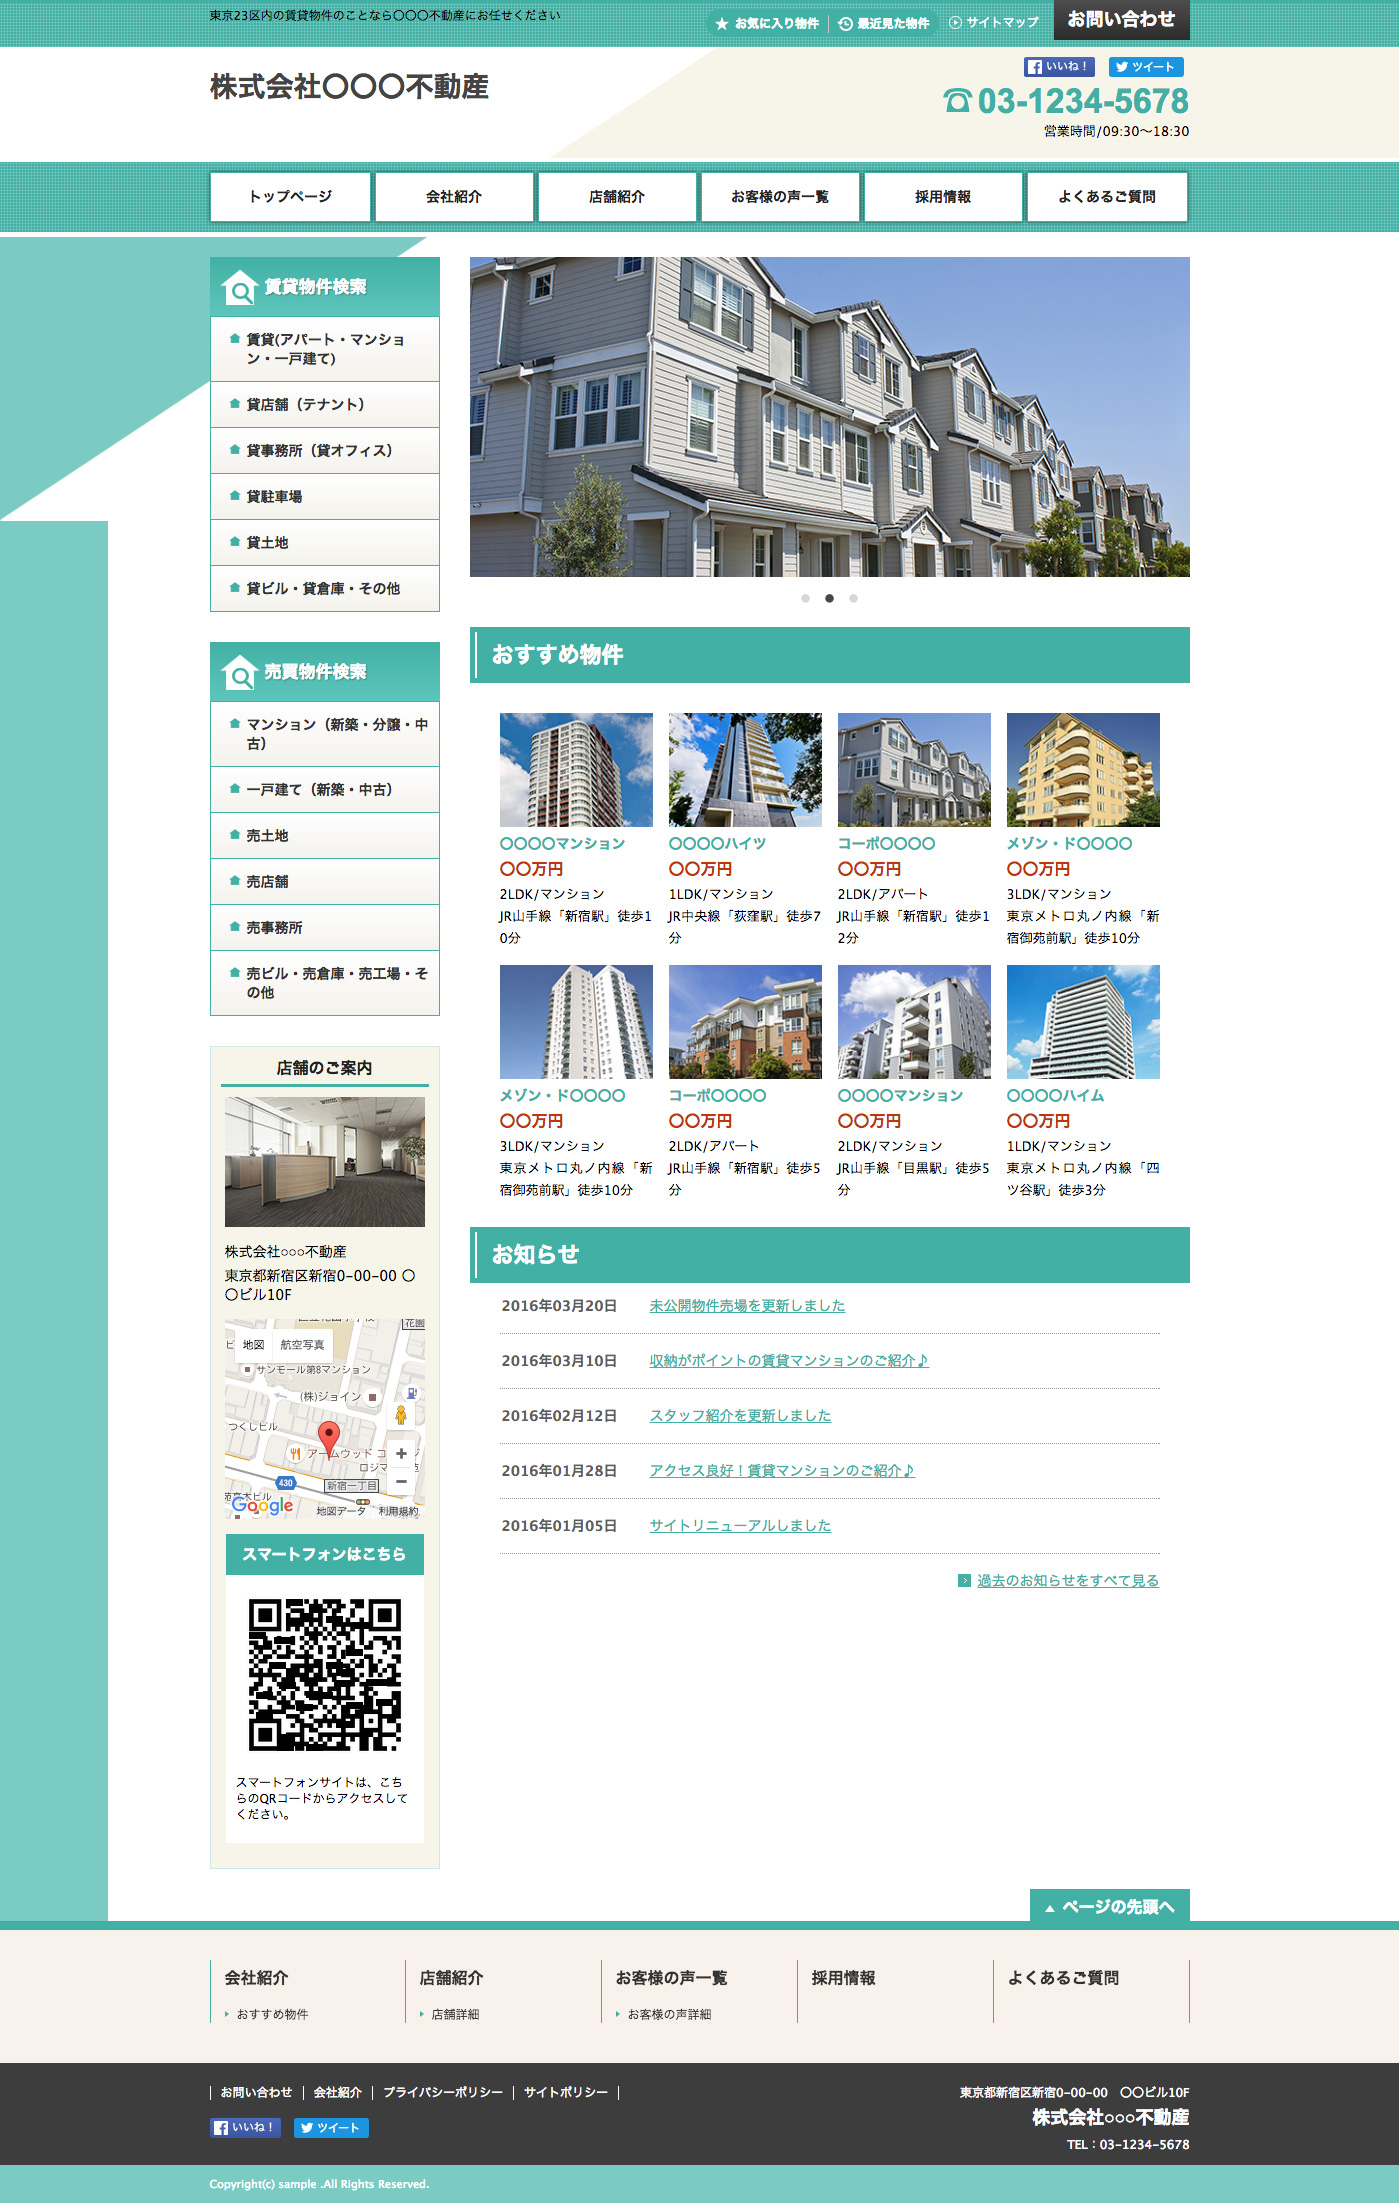 東京23区内の賃貸物件のことなら〇〇〇不動産にお任せください
お気に入り物件
最近見た物件
サイトマップ
お問い合わせ
株式会社〇〇〇不動産
いいね！
ツイート
03-1234-5678
営業時間/09:30〜18:30
トップページ
会社紹介
店舗紹介
お客様の声一覧
採用情報
よくあるご質問
賃貸物件検索
賃貸(アパート・マンショ
ン・一戸建て)
貸店舗（テナント）
貸事務所（貸オフィス）
貸駐車場
貸土地
貸ビル・貸倉庫・その他
売買物件検索
マンション（新築・分譲・中
古）
一戸建て（新築・中古）
売土地
売店舗
売事務所
売ビル・売倉庫・売工場・そ
の他
店舗のご案内
株式会社○○○不動産
東京都新宿区新宿0-00-00 〇
〇ビル10F
花園
ビ
地図
航空写真
サンモール第8マンション
(株)ジョイン
つくしビル
アームウッド コ
ロジマ
430
新宿一丁目
Google
地図データ
利用規約
スマートフォンはこちら
スマートフォンサイトは、こち
らのQRコードからアクセスして
ください。
おすすめ物件
〇〇〇〇マンション
〇〇万円
2LDK/マンション
JR山手線「新宿駅」徒歩1
0分
〇〇〇〇ハイツ
〇〇万円
1LDK/マンション
JR中央線「荻窪駅」徒歩7
分
コーポ〇〇〇〇
〇〇万円
2LDK/アパート
JR山手線「新宿駅」徒歩1
2分
メゾン・ド〇〇〇〇
〇〇万円
3LDK/マンション
東京メトロ丸ノ内線「新
宿御苑前駅」徒歩10分
メゾン・ド〇〇〇〇
〇〇万円
3LDK/マンション
東京メトロ丸ノ内線「新
宿御苑前駅」徒歩10分
コーポ〇〇〇〇
〇〇万円
2LDK/アパート
JR山手線「新宿駅」徒歩5
分
〇〇〇〇マンション
〇〇万円
2LDK/マンション
JR山手線「目黒駅」徒歩5
分
〇〇〇〇ハイム
〇〇万円
1LDK/マンション
東京メトロ丸ノ内線「四
ツ谷駅」徒歩3分
お知らせ
2016年03月20日 未公開物件売場を更新しました
2016年03月10日 収納がポイントの賃貸マンションのご紹介♪
2016年02月12日 スタッフ紹介を更新しました
2016年01月28日 アクセス良好！賃貸マンションのご紹介♪
2016年01月05日 サイトリニューアルしました
過去のお知らせをすべて見る
ページの先頭へ
会社紹介
おすすめ物件
店舗紹介
店舗詳細
お客様の声一覧
お客様の声詳細
採用情報
よくあるご質問
お問い合わせ
会社紹介
プライバシーポリシー
サイトポリシー
いいね！
ツイート
東京都新宿区新宿0-00-00　〇〇ビル10F
株式会社○○○不動産
TEL：03-1234-5678
Copyright(c) sample .All Rights Reserved.